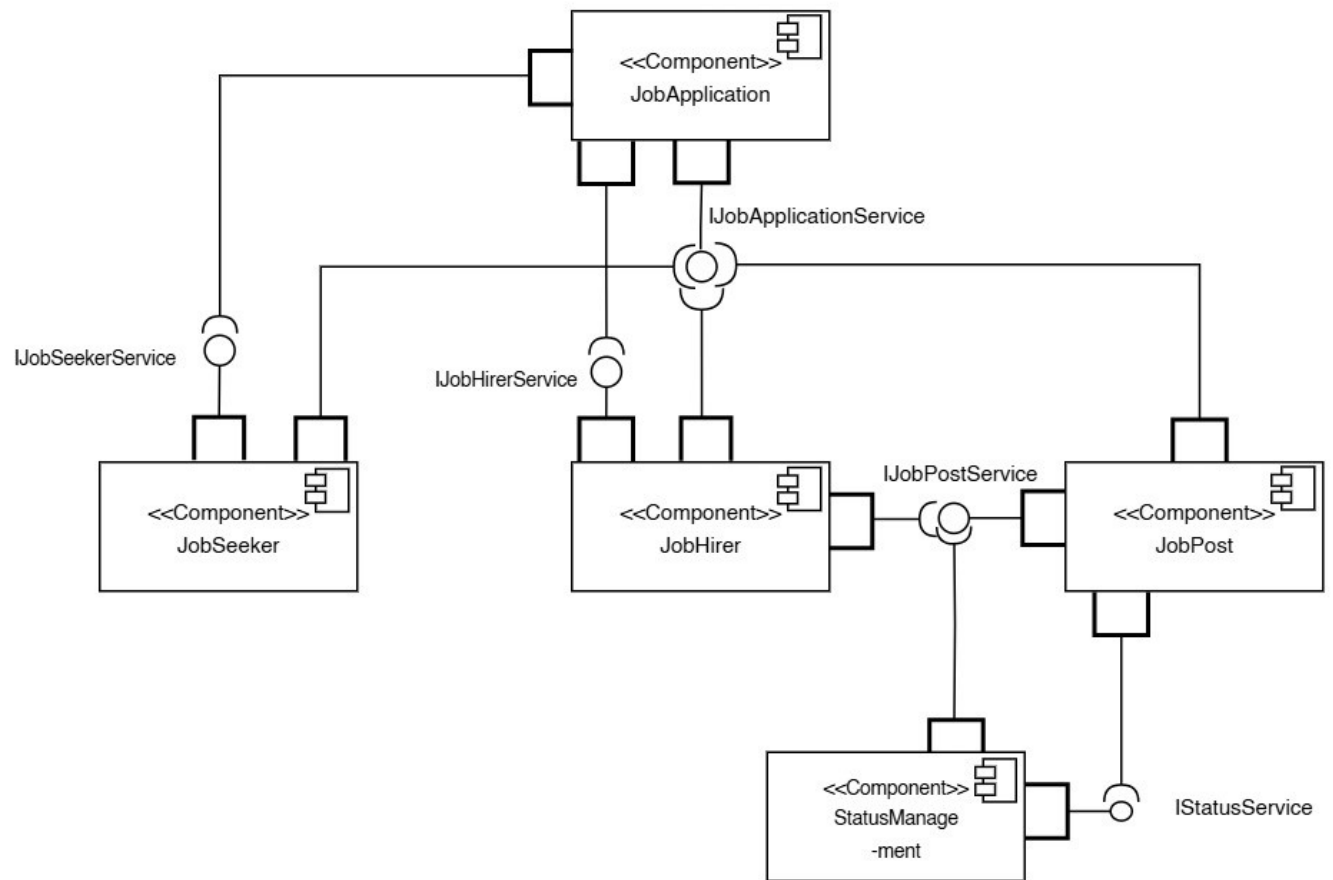 <<Component>>
JobApplication
IJobApplicationService
IJobSeekerService
IJobHirerService
<<Component>>
JobSeeker
<<Component>>
JobHirer
IJobPostService
<<Component>>
JobPost
<<Component>>
StatusManage
-ment
IStatusService